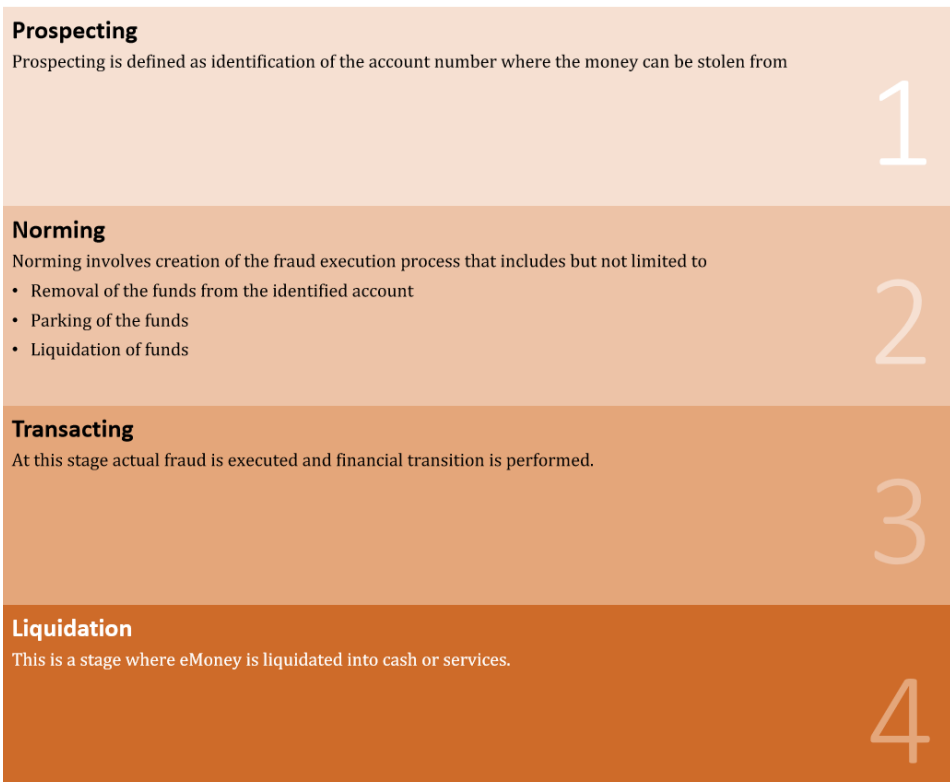 Prospecting
Prospecting is defined as identification of the account number where the money can be stolen from
1
Norming
Norming involves creation of the fraud execution process that includes but not limited to
• Removal of the funds from the identified account
• Parking of the funds
• Liquidation of funds
2
Transacting
At this stage actual fraud is executed and financial transition is performed.
3
Liquidation
This is a stage where eMoney is liquidated into cash or services.
4